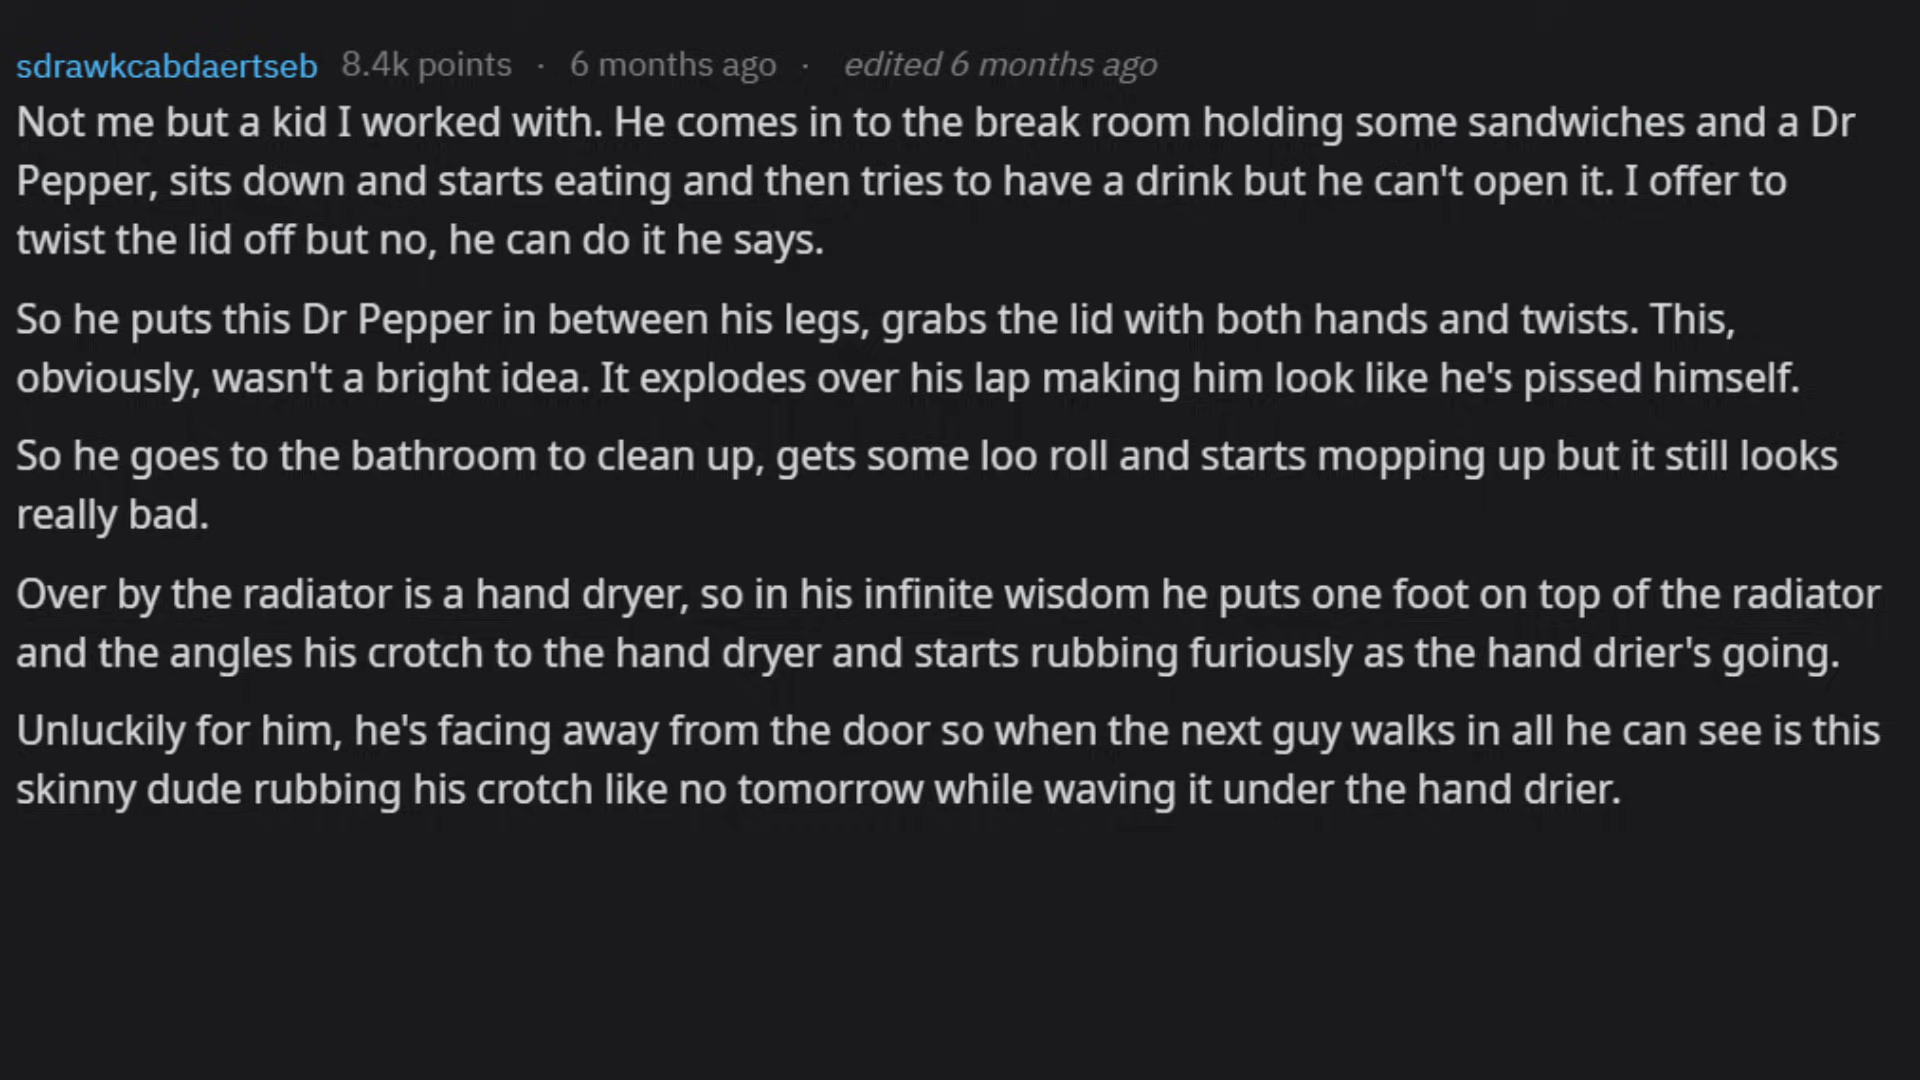 sdrawkcabdaertseb 8.4k points · 6 months ago · edited 6 months ago
Not me but a kid I worked with. He comes in to the break room holding some sandwiches and a Dr
Pepper, sits down and starts eating and then tries to have a drink but he can't open it. I offer to
twist the lid off but no, he can do it he says.
So he puts this Dr Pepper in between his legs, grabs the lid with both hands and twists. This,
obviously, wasn't a bright idea. It explodes over his lap making him look like he's pissed himself.
So he goes to the bathroom to clean up, gets some loo roll and starts mopping up but it still looks
really bad.
Over by the radiator is a hand dryer, so in his infinite wisdom he puts one foot on top of the radiator
and the angles his crotch to the hand dryer and starts rubbing furiously as the hand drier's going.
Unluckily for him, he's facing away from the door so when the next guy walks in all he can see is this
skinny dude rubbing his crotch like no tomorrow while waving it under the hand drier.